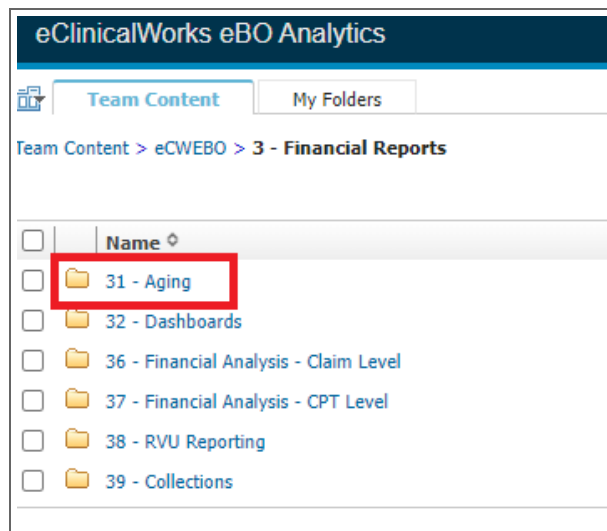 eClinicalWorks eBO Analytics
Team Content My Folders
Team Content > eCWEBO > 3 - Financial Reports
Name
31 - Aging
32 - Dashboards
36 - Financial Analysis - Claim Level
37 - Financial Analysis - CPT Level
38 - RVU Reporting
39 - Collections